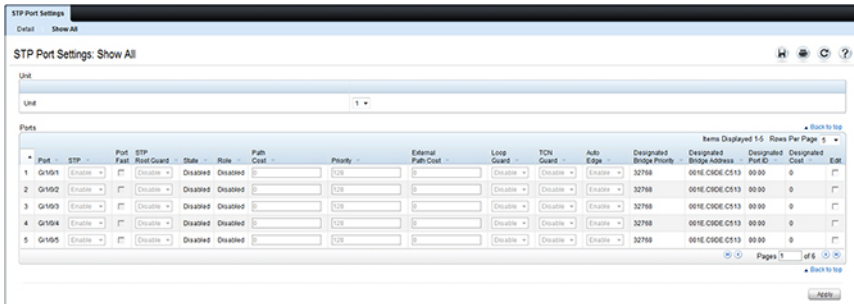 STP Port Settings
Detail Show All
STP Port Settings: Show All
Unit
Unit 1
Ports
Back to top
Items Displayed 1-5 Rows Per Page 5
Port STP Port Fast STP Root Guard State Role Path Cost Priority External Path Cost Loop Guard TCN Guard Auto Edge Designated Bridge Priority Designated Bridge Address Designated Port ID Designated Cost Edit
1 Gi1/0/1 Enable Disable Disabled Disabled 0 128 0 Disable Disable Enable 32768 001E.C9DE.C513 00:00 0
2 Gi1/0/2 Enable Disable Disabled Disabled 0 128 0 Disable Disable Enable 32768 001E.C9DE.C513 00:00 0
3 Gi1/0/3 Enable Disable Disabled Disabled 0 128 0 Disable Disable Enable 32768 001E.C9DE.C513 00:00 0
4 Gi1/0/4 Enable Disable Disabled Disabled 0 128 0 Disable Disable Enable 32768 001E.C9DE.C513 00:00 0
5 Gi1/0/5 Enable Disable Disabled Disabled 0 128 0 Disable Disable Enable 32768 001E.C9DE.C513 00:00 0
Pages 1 of 6
Back to top
Apply